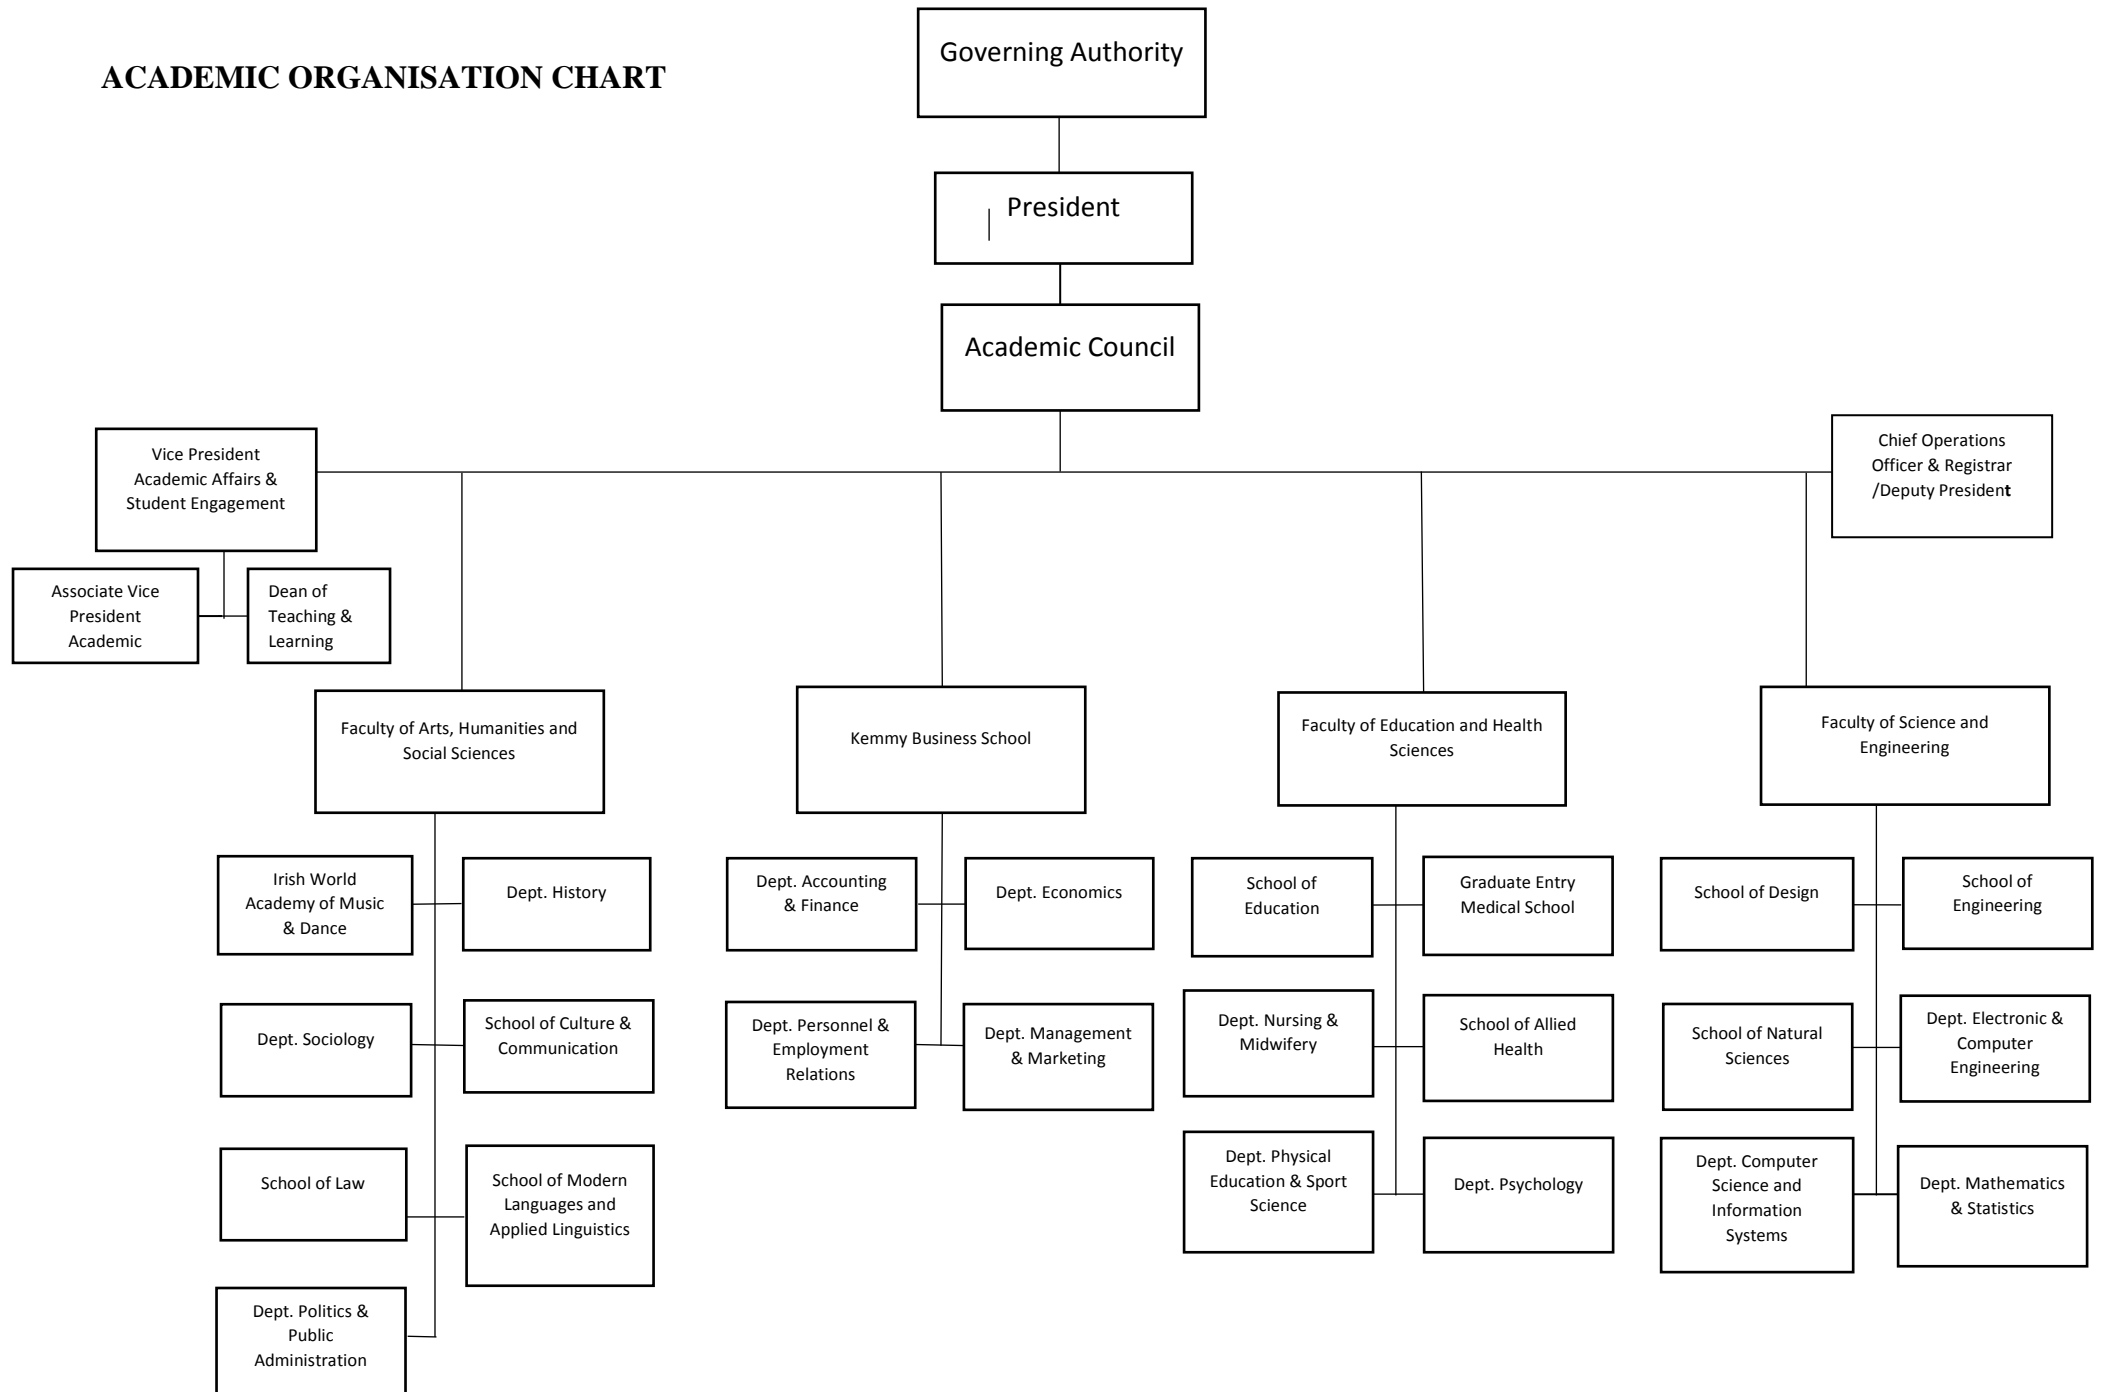 Governing Authority
ACADEMIC ORGANISATION CHART
President
Academic Council
Vice President
Academic Affairs &
Student Engagement
Chief Operations
Officer & Registrar
/Deputy President
Associate Vice
President
Academic
Dean of
Teaching &
Learning
Faculty of Arts, Humanities and
Social Sciences
Kemmy Business School
Faculty of Education and Health
Sciences
Faculty of Science and
Engineering
Irish World
Academy of Music
& Dance
Dept. History
Dept. Accounting
& Finance
Dept. Economics
School of
Education
Graduate Entry
Medical School
School of Design
School of
Engineering
Dept. Sociology
School of Culture &
Communication
Dept. Personnel &
Employment
Relations
Dept. Management
& Marketing
Dept. Nursing &
Midwifery
School of Allied
Health
School of Natural
Sciences
Dept. Electronic &
Computer
Engineering
School of Law
School of Modern
Languages and
Applied Linguistics
Dept. Physical
Education & Sport
Science
Dept. Psychology
Dept. Computer
Science and
Information
Systems
Dept. Mathematics
& Statistics
Dept. Politics &
Public
Administration